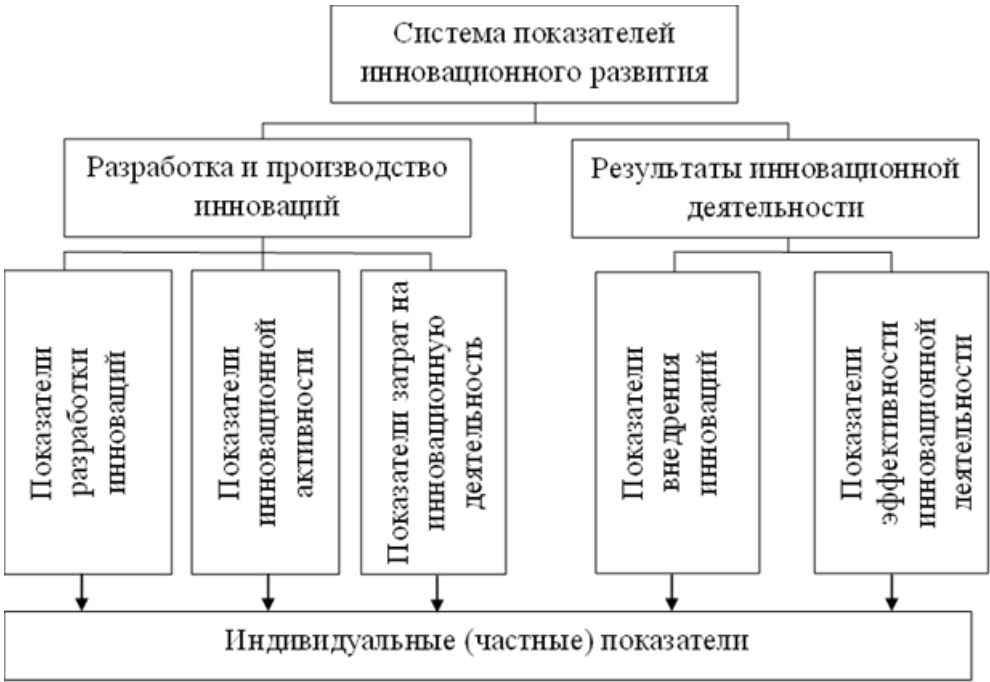 Система показателей
инновационного развития
Разработка и производство
инноваций
Результаты инновационной
деятельности
Показатели
разработки
инноваций
Показатели
инновационной
активности
Показатели затрат на
инновационную
деятельность
Показатели
внедрения
инноваций
Показатели
эффективности
инновационной
деятельности
Индивидуальные (частные) показатели